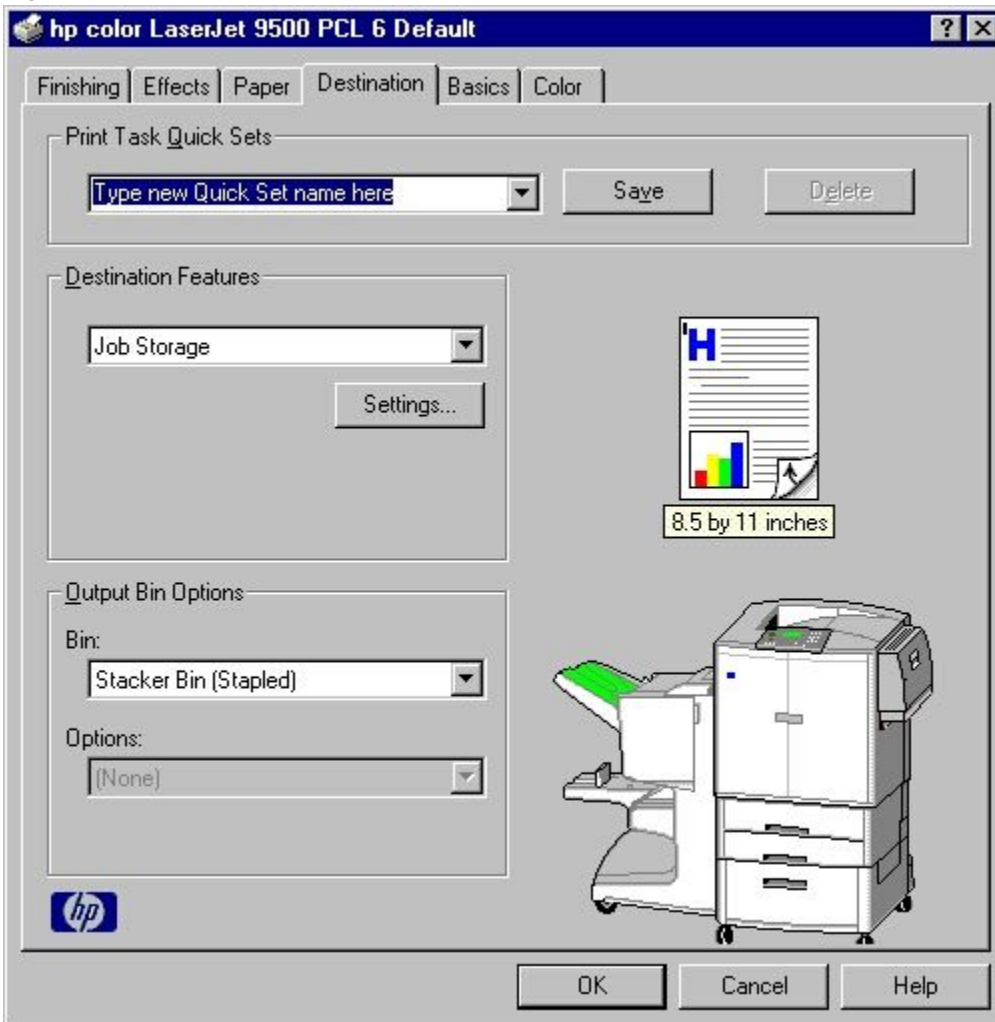 hp color LaserJet 9500 PCL 6 Default
Finishing Effects Paper Destination Basics Color
Print Task Quick Sets
Type new Quick Set name here Save Delete
Destination Features
Job Storage
Settings...
H
8.5 by 11 inches
Output Bin Options
Bin:
Stacker Bin (Stapled)
Options:
(None)
hp
OK Cancel Help